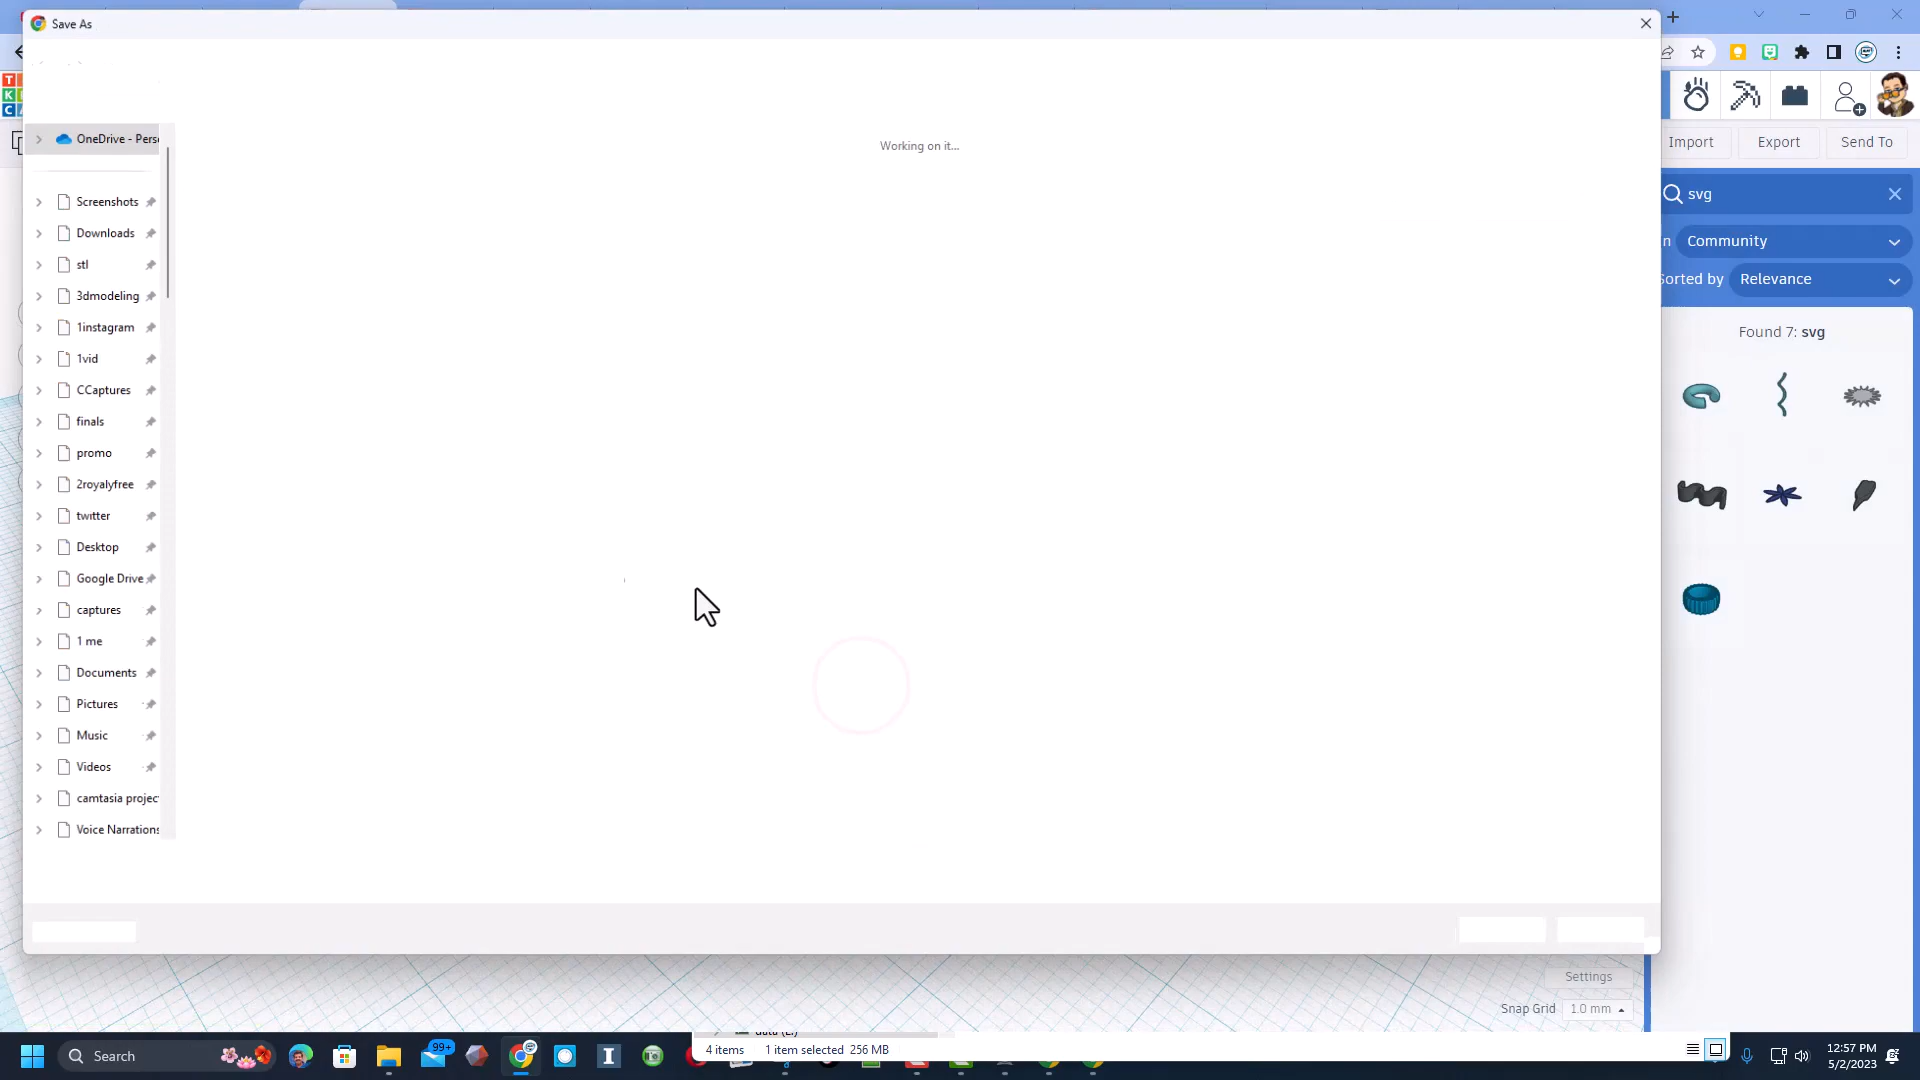 Save As
T
K
C
OneDrive - Perso
Working on it...
Import
Export
Send To
svg
n
Community
Sorted by
Relevance
Found 7: svg
Screenshots
Downloads
stl
3dmodeling
1instagram
1vid
CCaptures
finals
promo
2royalyfree
twitter
Desktop
Google Drive
captures
1 me
Documents
Pictures
Music
Videos
camtasia projec
Voice Narrations
Settings
Snap Grid
1.0 mm
4 items
1 item selected 256 MB
Search
99+
12:57 PM
5/2/2023